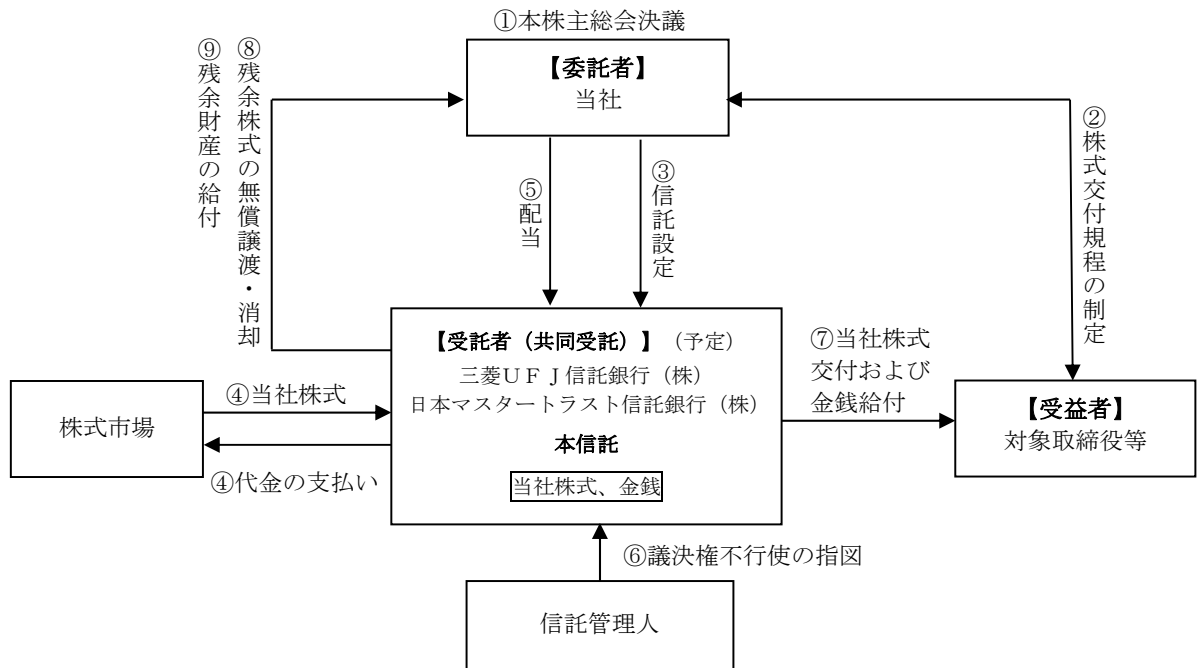 ①本株主総会決議
【委託者】
当社
⑨残余財産の給付
⑧残余株式の無償譲渡・消却
⑤配当
③信託設定
②株式交付規程の制定
【受託者(共同受託)】(予定)
三菱UFJ信託銀行(株)
日本マスタートラスト信託銀行(株)
本信託
当社株式、金銭
⑦当社株式
交付および
金銭給付
株式市場
④当社株式
④代金の支払い
【受益者】
対象取締役等
⑥議決権不行使の指図
信託管理人